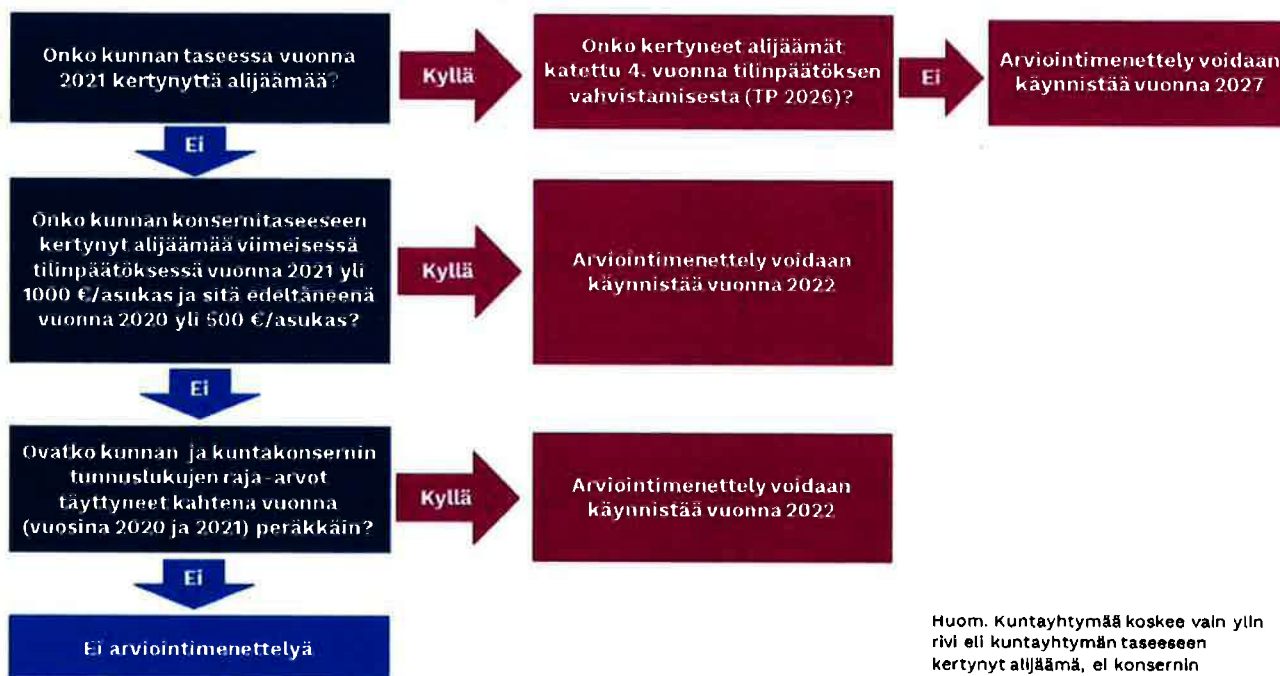 Onko kunnan taseessa vuonna
2021 kertynyttä alijäämää?
Kyllä
Onko kertyneet alijäämät
katettu 4. vuonna tilinpäätöksen
vahvistamisesta (TP 2026)?
Ei
Arviointimenettely voidaan
käynnistää vuonna 2027
Ei
Onko kunnan konsernitaseeseen
kertynyt alijäämää viimeisessä
tilinpäätöksessä vuonna 2021 yli
1000 €/asukas ja sitä edeltäneenä
vuonna 2020 yli 500 €/asukas?
Kyllä
Arviointimenettely voidaan
käynnistää vuonna 2022
Ei
Ovatko kunnan ja kuntakonsernin
tunnuslukujen raja-arvot
täyttyneet kahtena vuonna
(vuosina 2020 ja 2021) peräkkäin?
Kyllä
Arviointimenettely voidaan
käynnistää vuonna 2022
Ei
Ei arviointimenettelyä
Huom. Kuntayhtymää koskee vain ylin
rivi eli kuntayhtymän taseeseen
kertynyt alijäämä, ei konsernin